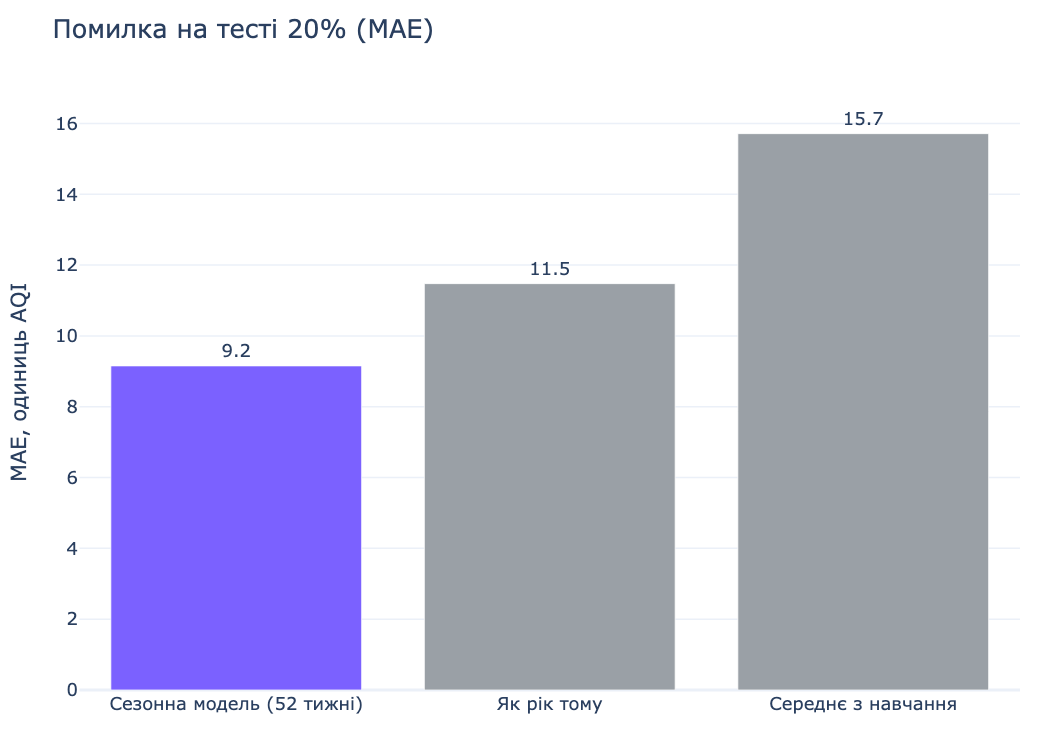 Помилка на тесті 20% (MAE)
MAE, одиниць AQI
16
14
12
10
8
6
4
2
0
9.2
11.5
15.7
Сезонна модель (52 тижні)
Як рік тому
Середнє з навчання